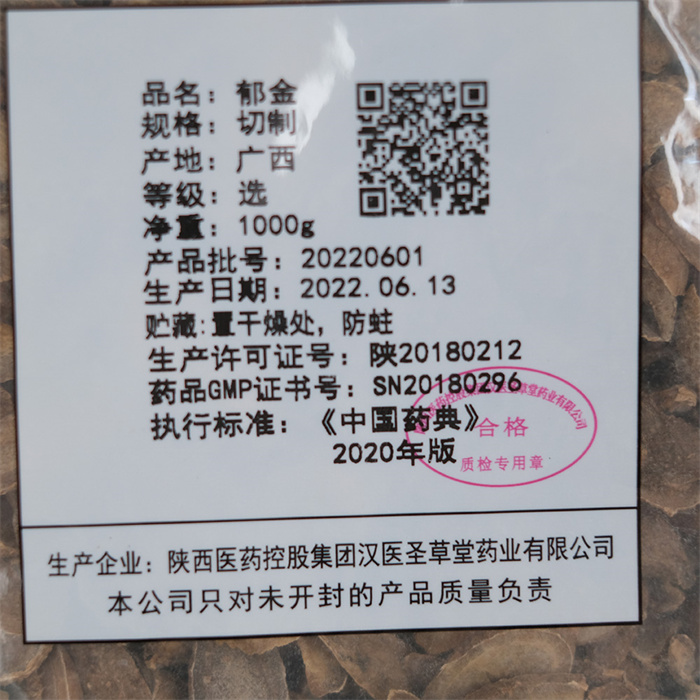 品名：郁金
规格：切制
产地：广西
等级：选
净重：1000g
产品批号：20220601
生产日期：2022.06.13
贮藏:置干燥处，防蛀
生产许可证号：陕20180212
药品GMP证书号：SN20180296
执行标准：《中国药典》
2020年版
合格
质检专用章
生产企业：陕西医药控股集团汉医圣草堂药业有限公司
本公司只对未开封的产品质量负责